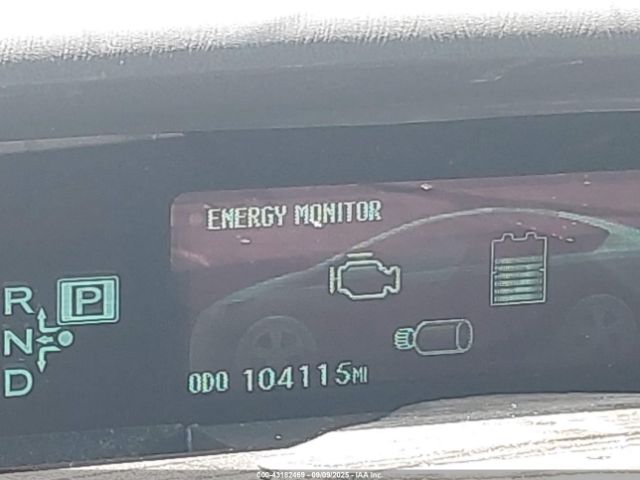 ENERGY MONITOR
R
P
N
D
ODO 104115MI
000-43182469 - 09/09/2025 - IAA Inc.